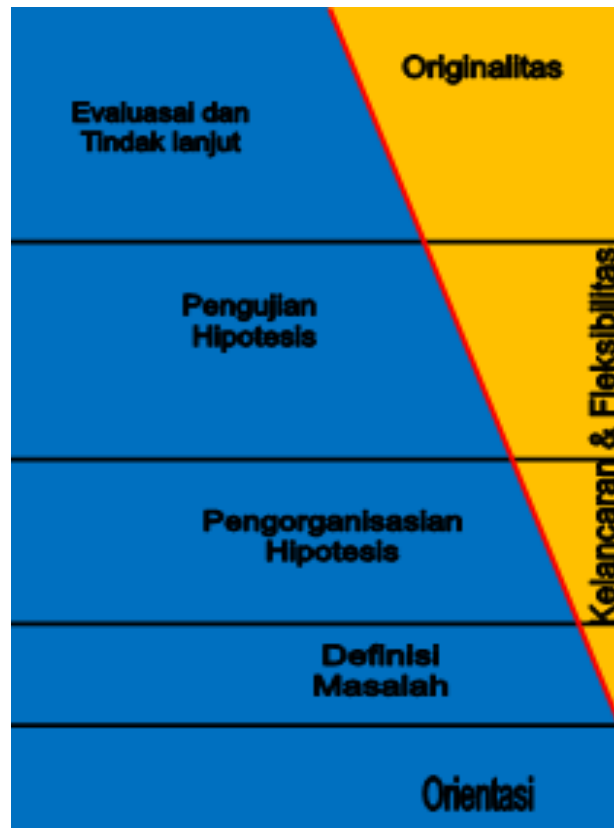 Originalitas
Evaluasai dan
Tindak lanjut
Pengujian
Hipotesis
Kelancaran & Fleksibilitas
Pengorganisasian
Hipotesis
Definisi
Masalah
Orientasi